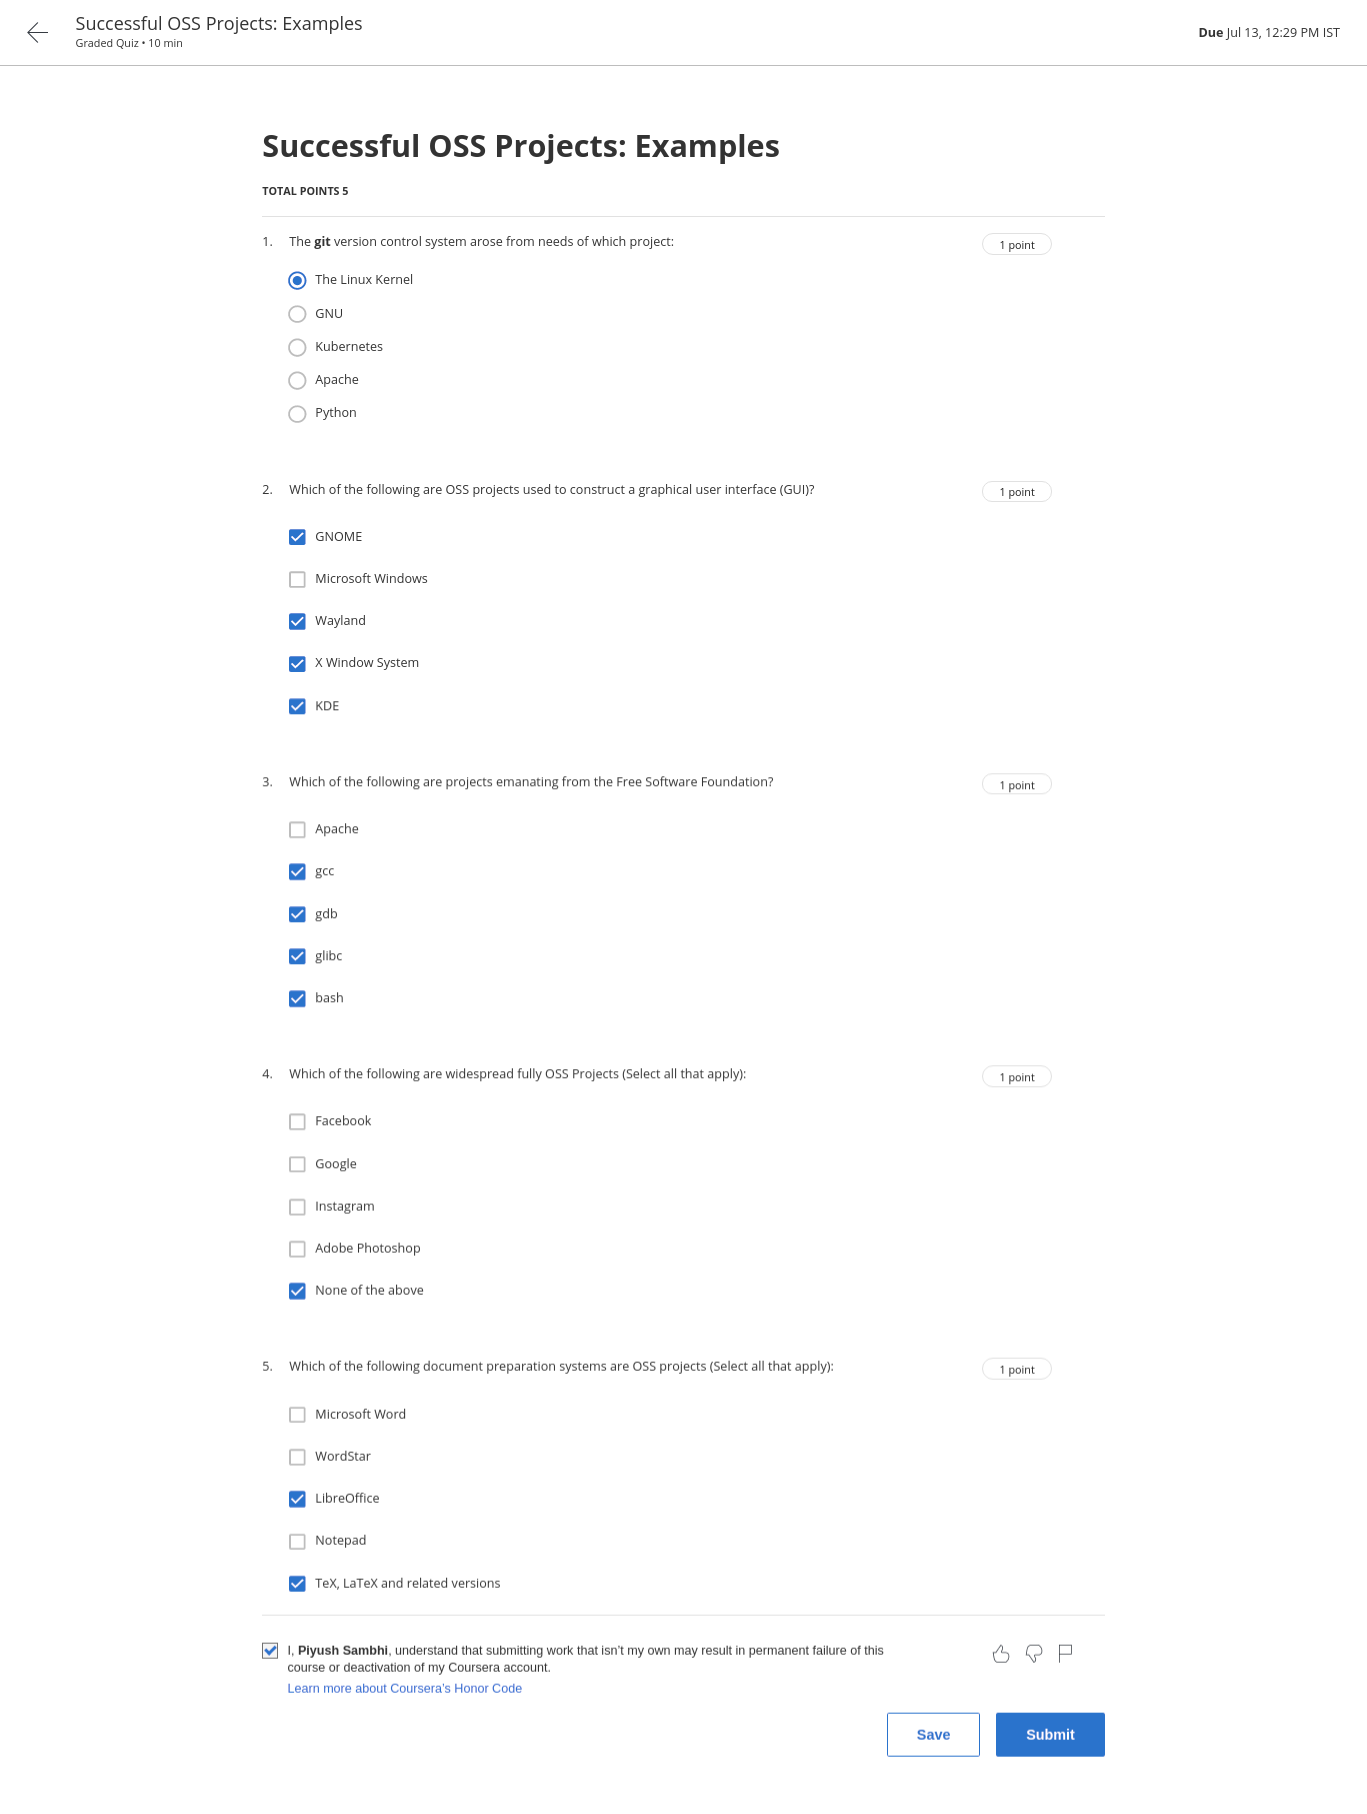 Successful OSS Projects: Examples
Graded Quiz • 10 min
Due Jul 13, 12:29 PM IST
Successful OSS Projects: Examples
TOTAL POINTS 5
1. The git version control system arose from needs of which project:
1 point
The Linux Kernel
GNU
Kubernetes
Apache
Python
2. Which of the following are OSS projects used to construct a graphical user interface (GUI)?
1 point
GNOME
Microsoft Windows
Wayland
X Window System
KDE
3. Which of the following are projects emanating from the Free Software Foundation?
1 point
Apache
gcc
gdb
glibc
bash
4. Which of the following are widespread fully OSS Projects (Select all that apply):
1 point
Facebook
Google
Instagram
Adobe Photoshop
None of the above
5. Which of the following document preparation systems are OSS projects (Select all that apply):
1 point
Microsoft Word
WordStar
LibreOffice
Notepad
TeX, LaTeX and related versions
I, Piyush Sambhi, understand that submitting work that isn’t my own may result in permanent failure of this
course or deactivation of my Coursera account.
Learn more about Coursera’s Honor Code
Save
Submit